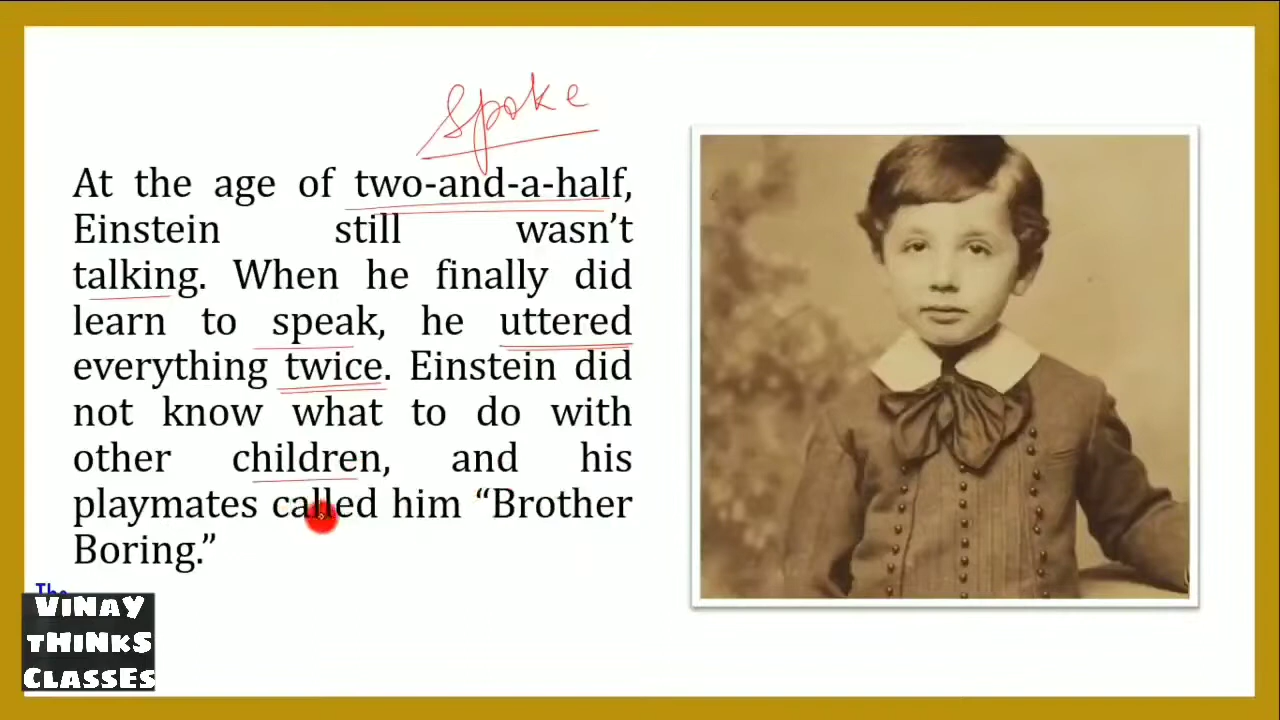 Spoke
At the age of two-and-a-half,
Einstein still wasn’t
talking. When he finally did
learn to speak, he uttered
everything twice. Einstein did
not know what to do with
other children, and his
playmates called him “Brother
Boring.”
The
VINAY
THINKS
CLASSES